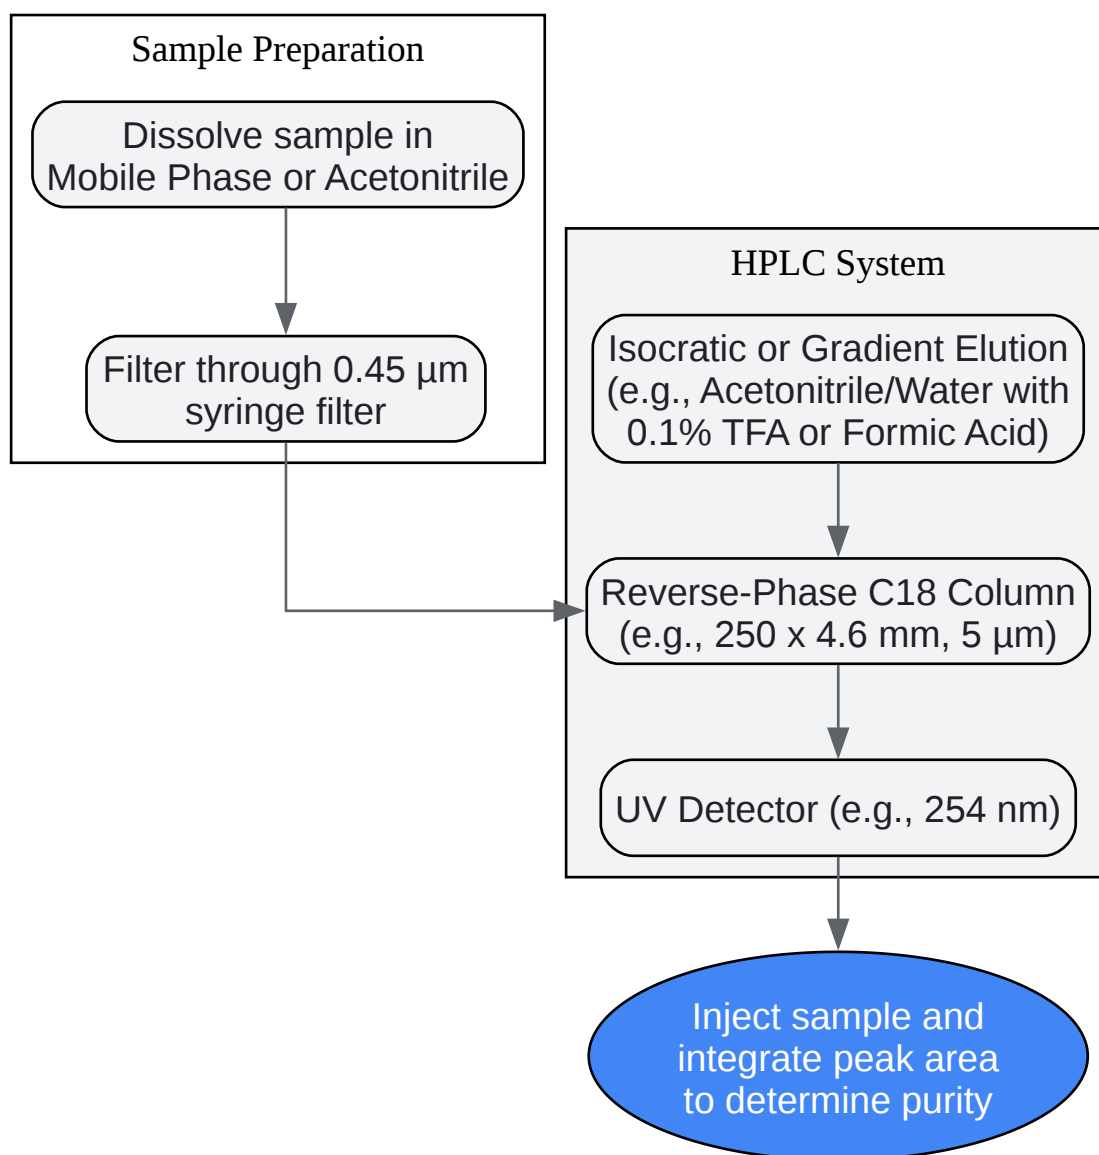 Sample Preparation
Dissolve sample in
Mobile Phase or Acetonitrile
Filter through 0.45 µm
syringe filter
HPLC System
Isocratic or Gradient Elution
(e.g., Acetonitrile/Water with
0.1% TFA or Formic Acid)
Reverse-Phase C18 Column
(e.g., 250 x 4.6 mm, 5 µm)
UV Detector (e.g., 254 nm)
Inject sample and
integrate peak area
to determine purity